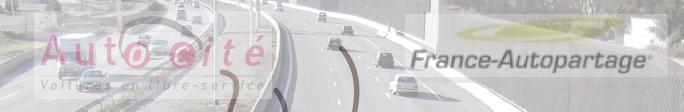 Auto cité
Voitures en libre-service
France-Autopartage